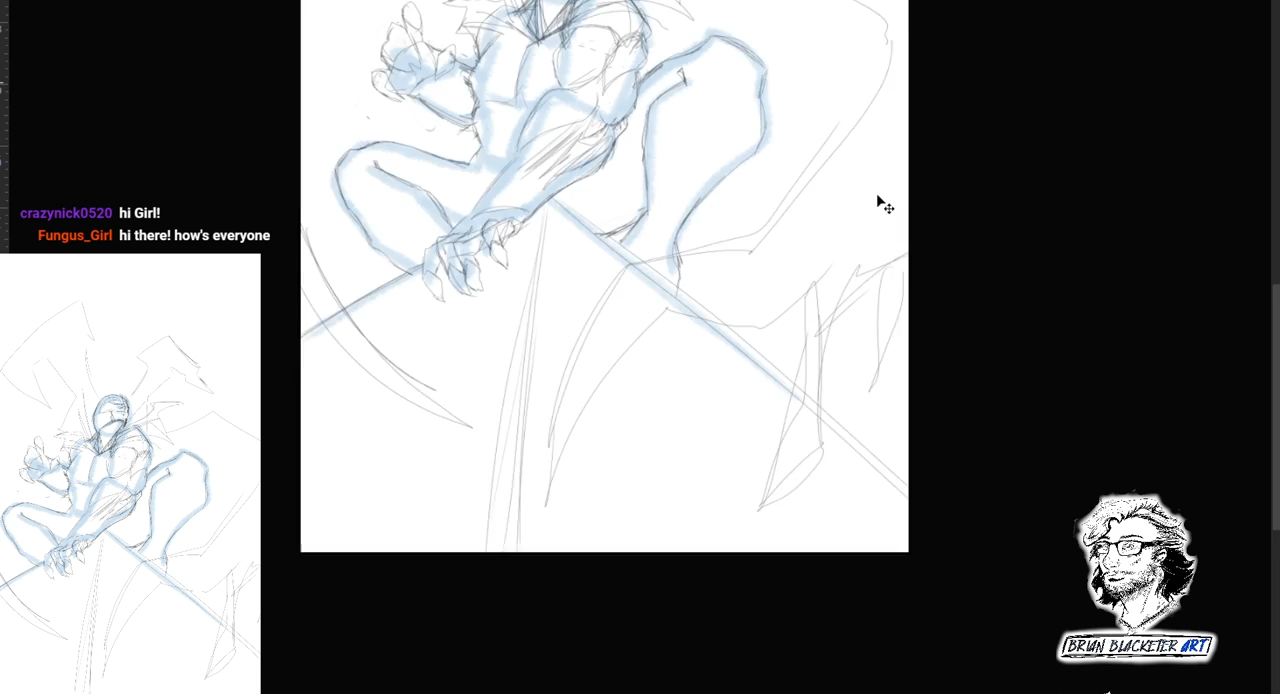 crazynick0520 hi Girl!
Fungus_Girl hi there! how's everyone
BRIAN BLACKETER ART